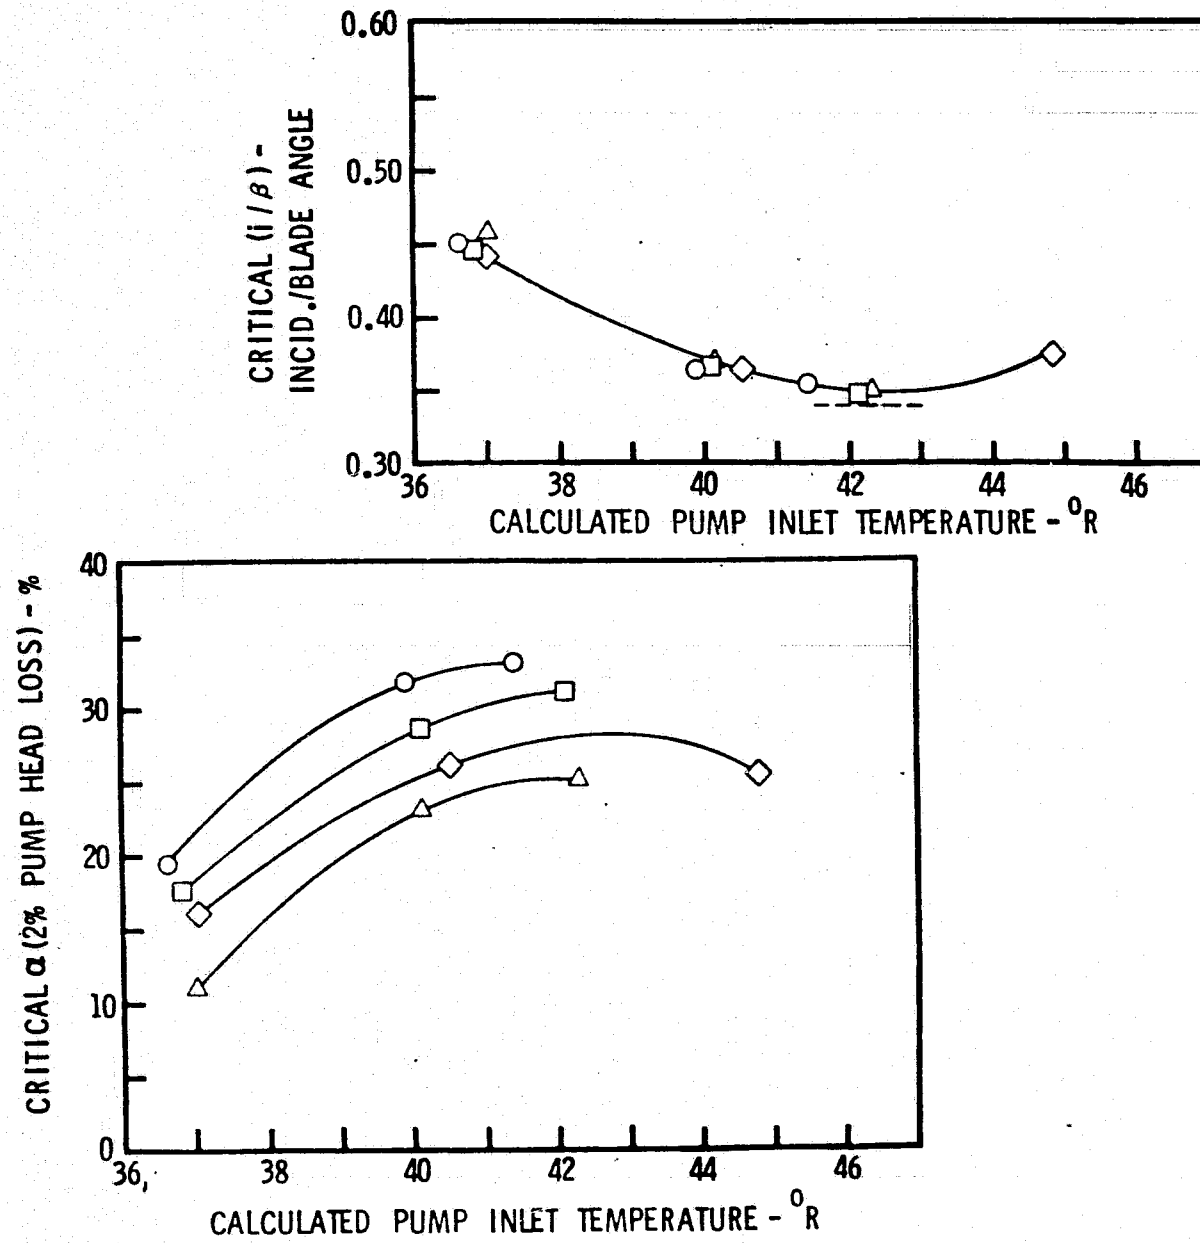 0.60
0.50
0.40
0.30
CRITICAL (i/β) -
INCID./BLADE ANGLE
36 38 40 42 44 46
CALCULATED PUMP INLET TEMPERATURE - ⁰R
40
30
20
10
0
CRITICAL α (2% PUMP HEAD LOSS) - %
36, 38 40 42 44 46
CALCULATED PUMP INLET TEMPERATURE - ⁰R